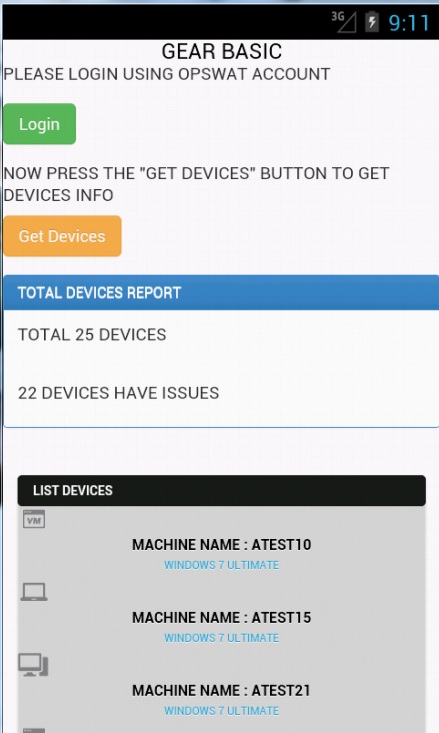 3G
9:11
GEAR BASIC
PLEASE LOGIN USING OPSWAT ACCOUNT
Login
NOW PRESS THE "GET DEVICES" BUTTON TO GET
DEVICES INFO
Get Devices
TOTAL DEVICES REPORT
TOTAL 25 DEVICES
22 DEVICES HAVE ISSUES
LIST DEVICES
VM
MACHINE NAME : ATEST10
WINDOWS 7 ULTIMATE
MACHINE NAME : ATEST15
WINDOWS 7 ULTIMATE
MACHINE NAME : ATEST21
WINDOWS 7 ULTIMATE